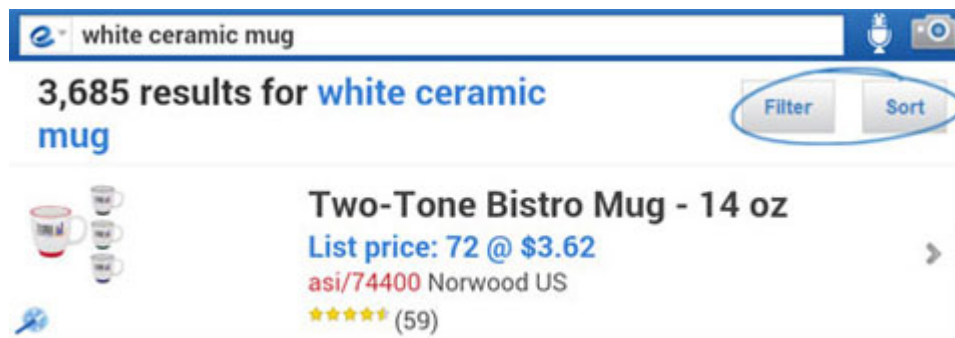 white ceramic mug
3,685 results for white ceramic
mug
Filter
Sort
Two-Tone Bistro Mug - 14 oz
List price: 72 @ $3.62
asi/74400 Norwood US
(59)